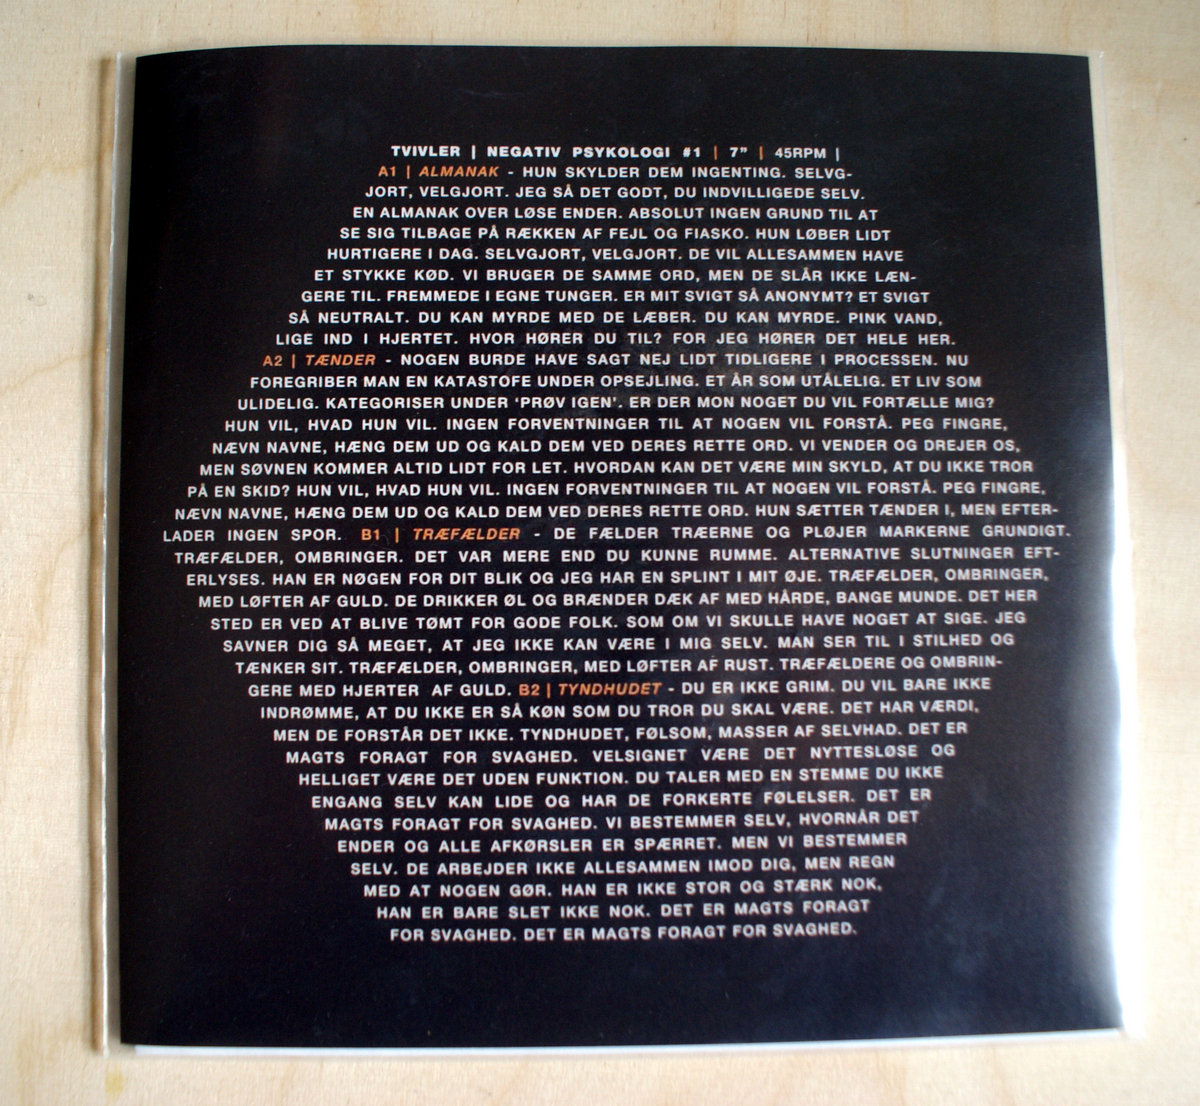 TVIVLER | NEGATIV PSYKOLOGI #1 | 7" | 45RPM |
A1 | ALMANAK - HUN SKYLDER DEM INGENTING. SELVG-
JORT, VELGJORT. JEG SÅ DET GODT, DU INDVILLIGEDE SELV.
EN ALMANAK OVER LØSE ENDER. ABSOLUT INGEN GRUND TIL AT
SE SIG TILBAGE PÅ RÆKKEN AF FEJL OG FIASKO. HUN LØBER LIDT
HURTIGERE I DAG. SELVGJORT, VELGJORT. DE VIL ALLESAMMEN HAVE
ET STYKKE KØD. VI BRUGER DE SAMME ORD, MEN DE SLÅR IKKE LÆN-
GERE TIL. FREMMEDE I EGNE TUNGER. ER MIT SVIGT SÅ ANONYMT? ET SVIGT
SÅ NEUTRALT. DU KAN MYRDE MED DE LÆBER. DU KAN MYRDE. PINK VAND,
LIGE IND I HJERTET. HVOR HØRER DU TIL? FOR JEG HØRER DET HELE HER.
A2 | TÆNDER - NOGEN BURDE HAVE SAGT NEJ LIDT TIDLIGERE I PROCESSEN. NU
FOREGRIBER MAN EN KATASTOFE UNDER OPSEJLING. ET ÅR SOM UTÅLELIG. ET LIV SOM
ULIDELIG. KATEGORISER UNDER 'PRØV IGEN'. ER DER MON NOGET DU VIL FORTÆLLE MIG?
HUN VIL, HVAD HUN VIL. INGEN FORVENTNINGER TIL AT NOGEN VIL FORSTÅ. PEG FINGRE,
NÆVN NAVNE, HÆNG DEM UD OG KALD DEM VED DERES RETTE ORD. VI VENDER OG DREJER OS,
MEN SØVNEN KOMMER ALTID LIDT FOR LET. HVORDAN KAN DET VÆRE MIN SKYLD, AT DU IKKE TROR
PÅ EN SKID? HUN VIL, HVAD HUN VIL. INGEN FORVENTNINGER TIL AT NOGEN VIL FORSTÅ. PEG FINGRE,
NÆVN NAVNE, HÆNG DEM UD OG KALD DEM VED DERES RETTE ORD. HUN SÆTTER TÆNDER I, MEN EFTER-
LADER INGEN SPOR. B1 | TRÆFÆLDER - DE FÆLDER TRÆERNE OG PLØJER MARKERNE GRUNDIGT.
TRÆFÆLDER, OMBRINGER. DET VAR MERE END DU KUNNE RUMME. ALTERNATIVE SLUTNINGER EFT-
ERLYSES. HAN ER NØGEN FOR DIT BLIK OG JEG HAR EN SPLINT I MIT ØJE. TRÆFÆLDER, OMBRINGER,
MED LØFTER AF GULD. DE DRIKKER ØL OG BRÆNDER DÆK AF MED HÅRDE, BANGE MUNDE. DET HER
STED ER VED AT BLIVE TØMT FOR GODE FOLK. SOM OM VI SKULLE HAVE NOGET AT SIGE. JEG
SAVNER DIG SÅ MEGET, AT JEG IKKE KAN VÆRE I MIG SELV. MAN SER TIL I STILHED OG
TÆNKER SIT. TRÆFÆLDER, OMBRINGER, MED LØFTER AF RUST. TRÆFÆLDERE OG OMBRIN-
GERE MED HJERTER AF GULD. B2 | TYNDHUDET - DU ER IKKE GRIM. DU VIL BARE IKKE
INDRØMME, AT DU IKKE ER SÅ KØN SOM DU TROR DU SKAL VÆRE. DET HAR VÆRDI,
MEN DE FORSTÅR DET IKKE. TYNDHUDET, FØLSOM, MASSER AF SELVHAD. DET ER
MAGTS FORAGT FOR SVAGHED. VELSIGNET VÆRE DET NYTTESLØSE OG
HELLIGET VÆRE DET UDEN FUNKTION. DU TALER MED EN STEMME DU IKKE
ENGANG SELV KAN LIDE OG HAR DE FORKERTE FØLELSER. DET ER
MAGTS FORAGT FOR SVAGHED. VI BESTEMMER SELV, HVORNÅR DET
ENDER OG ALLE AFKØRSLER ER SPÆRRET. MEN VI BESTEMMER
SELV. DE ARBEJDER IKKE ALLESAMMEN IMOD DIG, MEN REGN
MED AT NOGEN GØR. HAN ER IKKE STOR OG STÆRK NOK,
HAN ER BARE SLET IKKE NOK. DET ER MAGTS FORAGT
FOR SVAGHED. DET ER MAGTS FORAGT FOR SVAGHED.